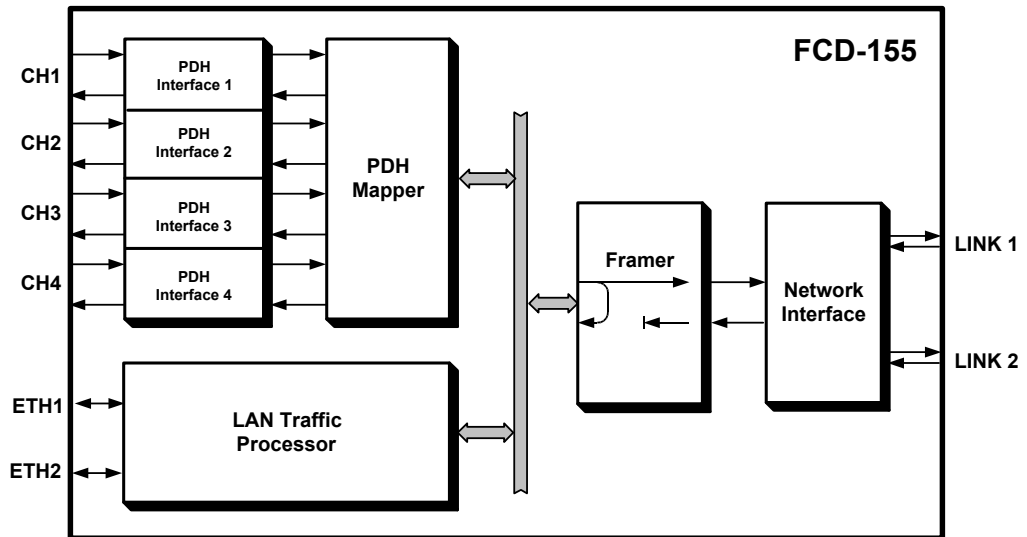 FCD-155
CH1
CH2
CH3
CH4
PDH
Interface 1
PDH
Interface 2
PDH
Interface 3
PDH
Interface 4
PDH
Mapper
Framer
Network
Interface
LINK 1
LINK 2
ETH1
ETH2
LAN Traffic
Processor